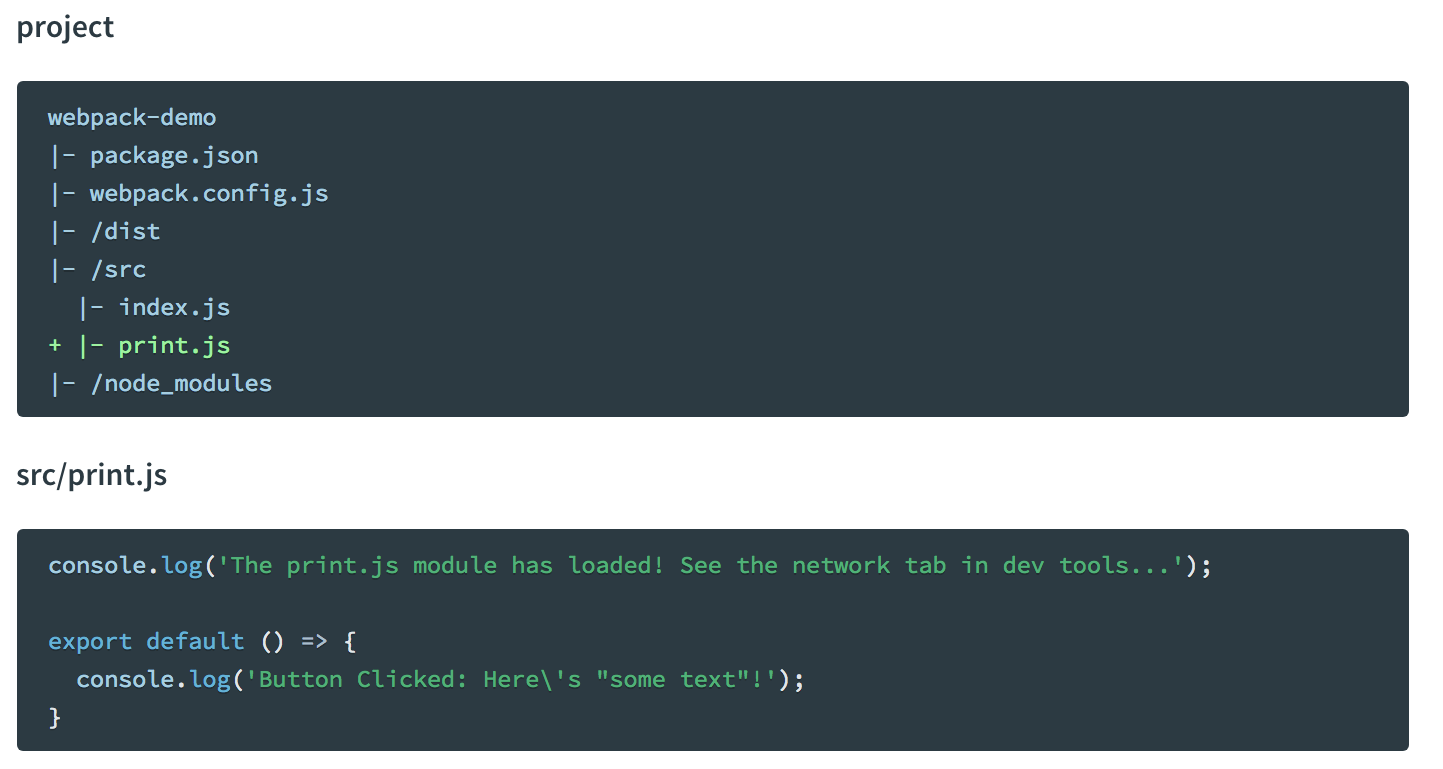 project
webpack-demo
|- package.json
|- webpack.config.js
|- /dist
|- /src
  |- index.js
+ |- print.js
|- /node_modules
src/print.js
console.log('The print.js module has loaded! See the network tab in dev tools...');
export default () => {
  console.log('Button Clicked: Here\'s "some text"!');
}